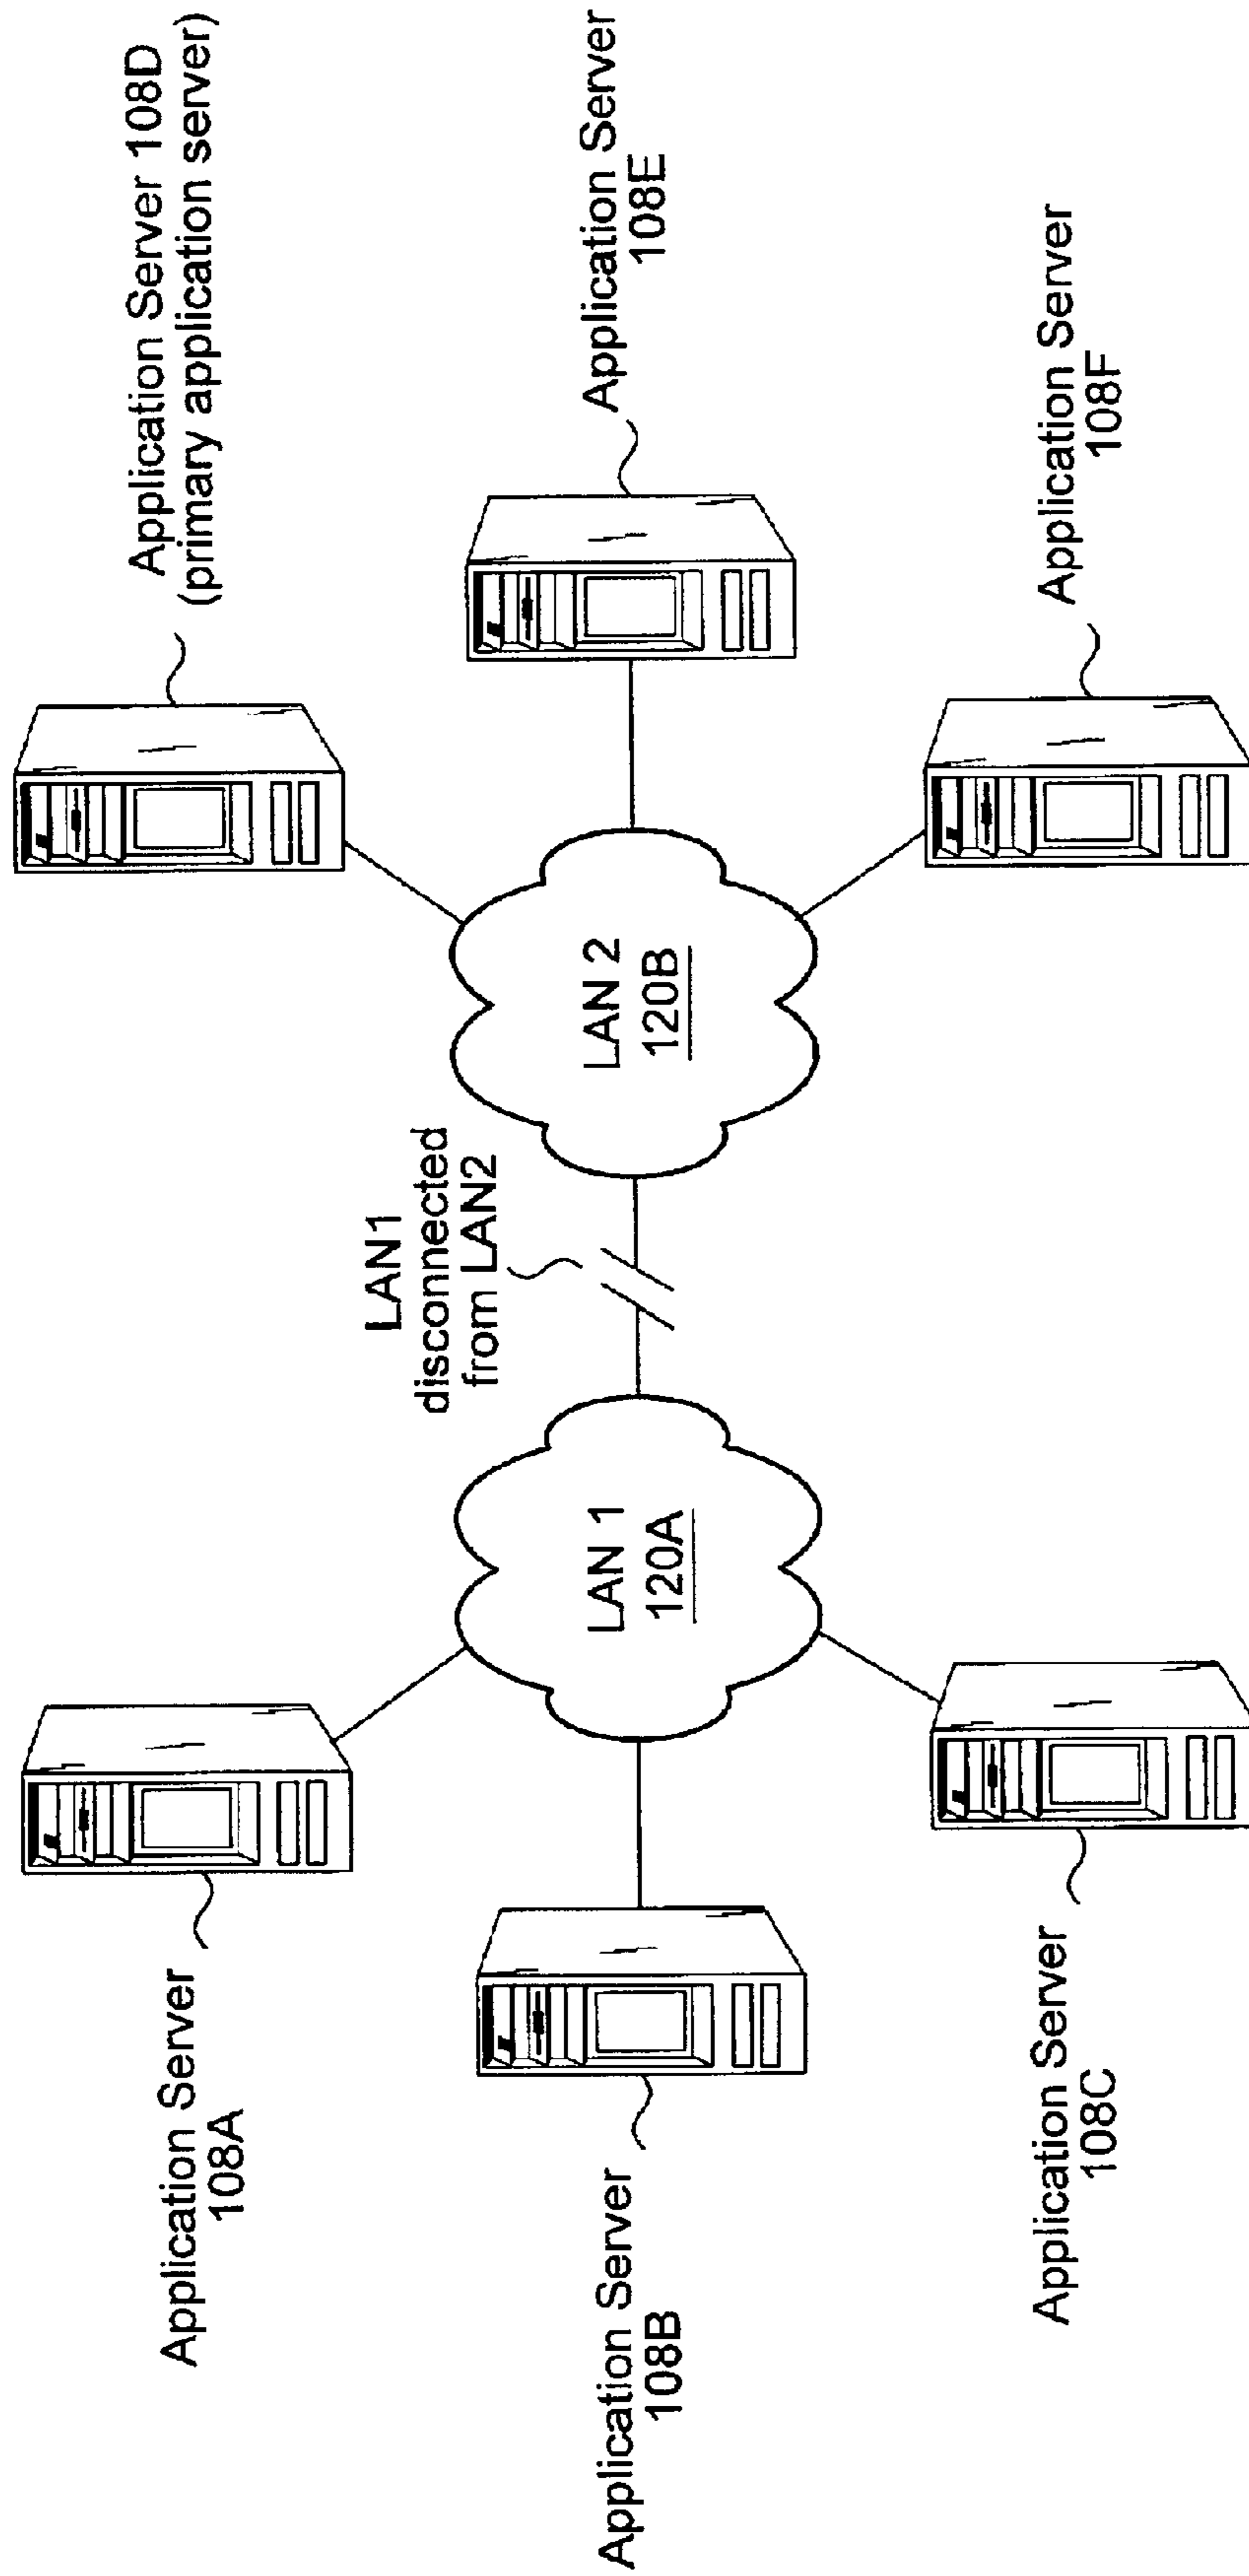 Application Server
108A
Application Server
108B
Application Server
108C
LAN 1
120A
LAN1
disconnected
from LAN2
LAN 2
120B
Application Server 108D
(primary application server)
Application Server
108E
Application Server
108F